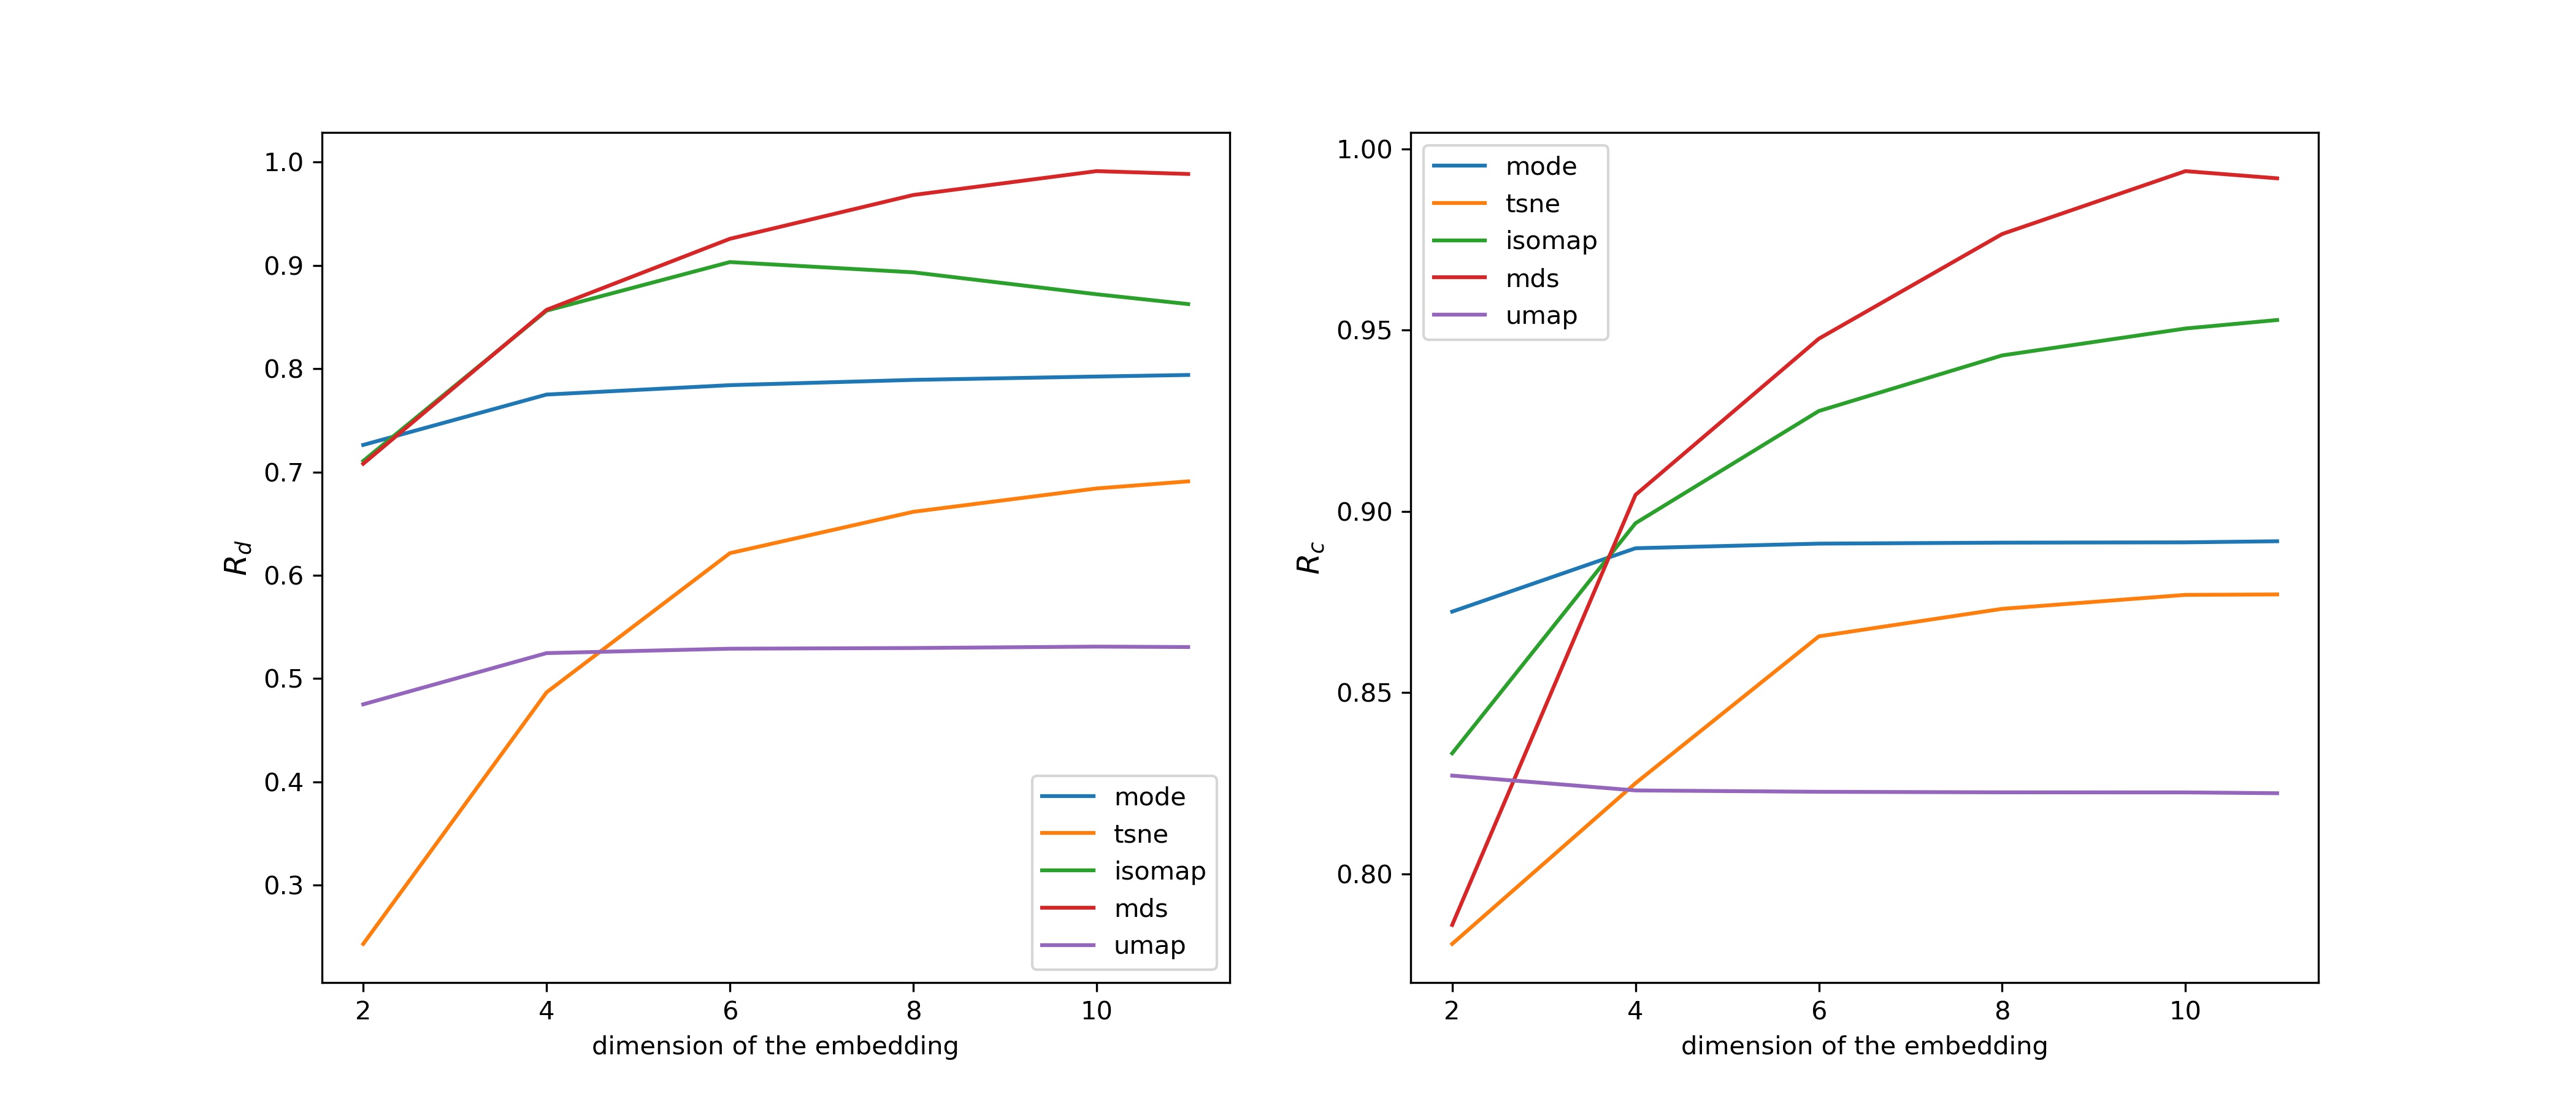 1.0
0.9
0.8
0.7
0.6
0.5
0.4
0.3
R_d
mode
tsne
isomap
mds
umap
2 4 6 8 10
dimension of the embedding
1.00
0.95
0.90
0.85
0.80
R_c
mode
tsne
isomap
mds
umap
2 4 6 8 10
dimension of the embedding